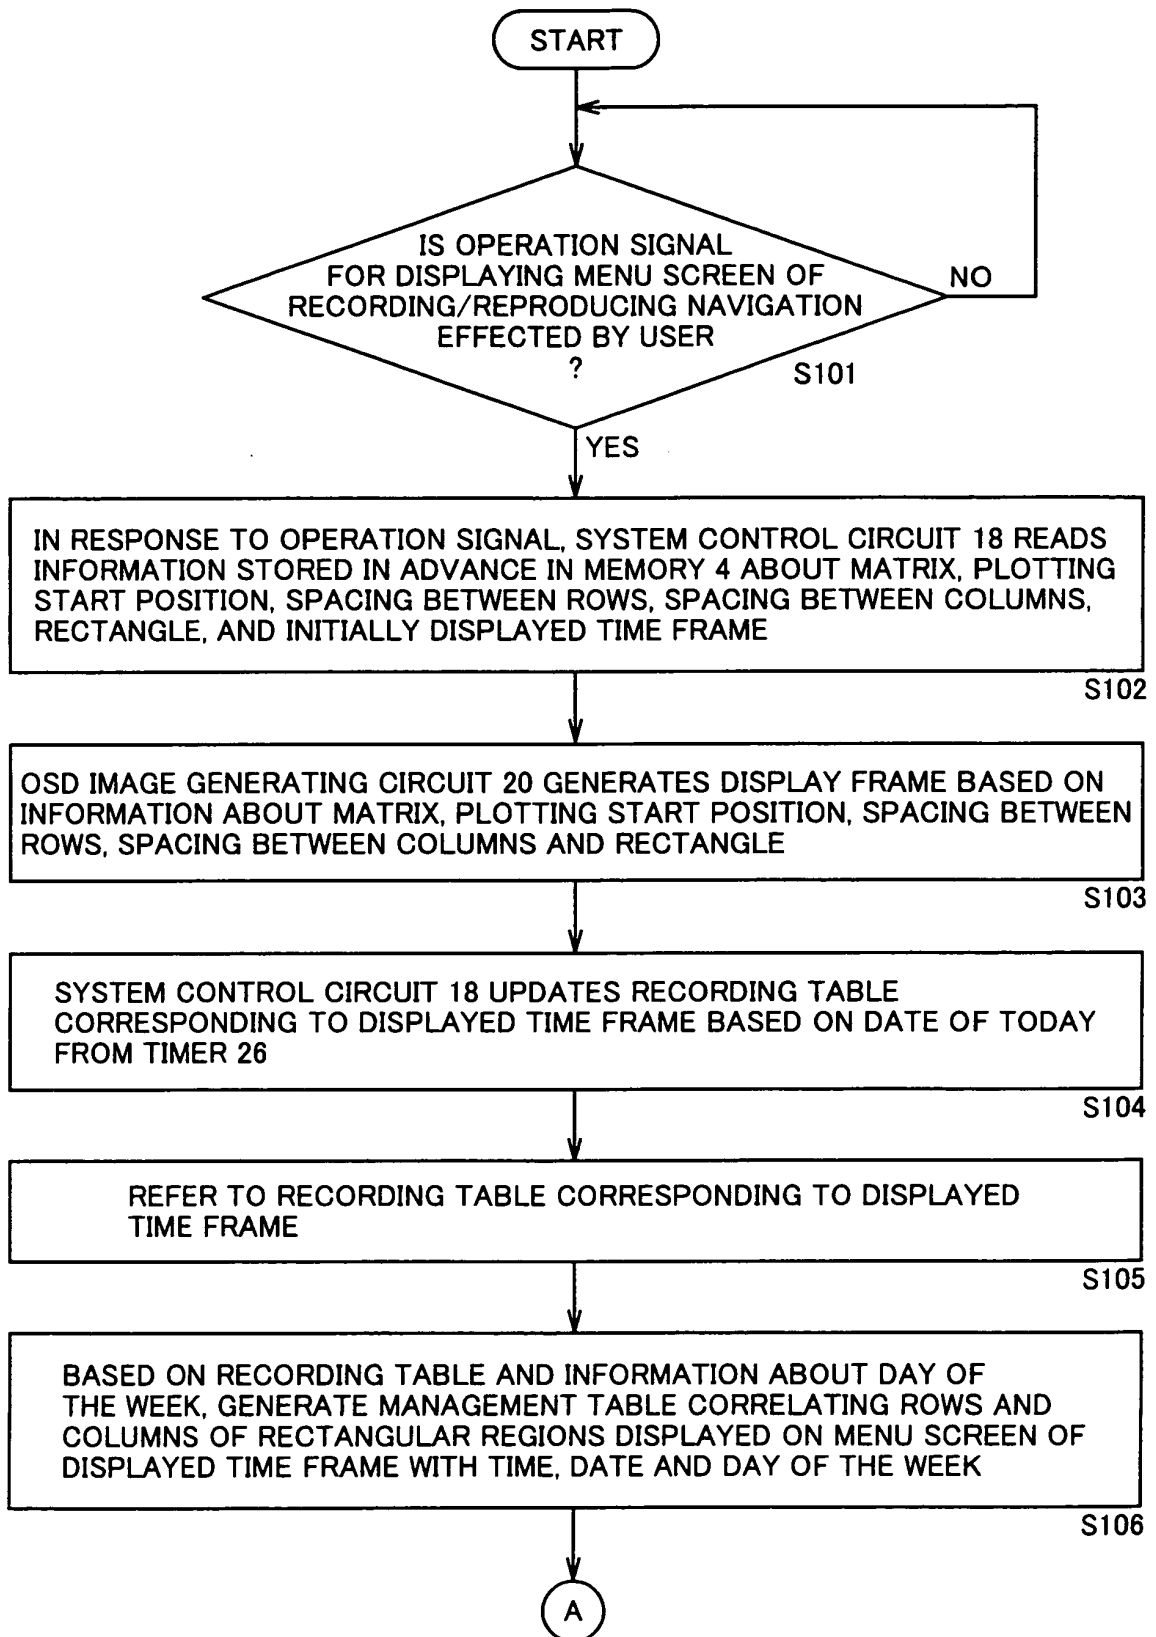 START
IS OPERATION SIGNAL
FOR DISPLAYING MENU SCREEN OF
RECORDING/REPRODUCING NAVIGATION
EFFECTED BY USER
?
NO
S101
YES
IN RESPONSE TO OPERATION SIGNAL, SYSTEM CONTROL CIRCUIT 18 READS
INFORMATION STORED IN ADVANCE IN MEMORY 4 ABOUT MATRIX, PLOTTING
START POSITION, SPACING BETWEEN ROWS, SPACING BETWEEN COLUMNS,
RECTANGLE, AND INITIALLY DISPLAYED TIME FRAME
S102
OSD IMAGE GENERATING CIRCUIT 20 GENERATES DISPLAY FRAME BASED ON
INFORMATION ABOUT MATRIX, PLOTTING START POSITION, SPACING BETWEEN
ROWS, SPACING BETWEEN COLUMNS AND RECTANGLE
S103
SYSTEM CONTROL CIRCUIT 18 UPDATES RECORDING TABLE
CORRESPONDING TO DISPLAYED TIME FRAME BASED ON DATE OF TODAY
FROM TIMER 26
S104
REFER TO RECORDING TABLE CORRESPONDING TO DISPLAYED
TIME FRAME
S105
BASED ON RECORDING TABLE AND INFORMATION ABOUT DAY OF
THE WEEK, GENERATE MANAGEMENT TABLE CORRELATING ROWS AND
COLUMNS OF RECTANGULAR REGIONS DISPLAYED ON MENU SCREEN OF
DISPLAYED TIME FRAME WITH TIME, DATE AND DAY OF THE WEEK
S106
A